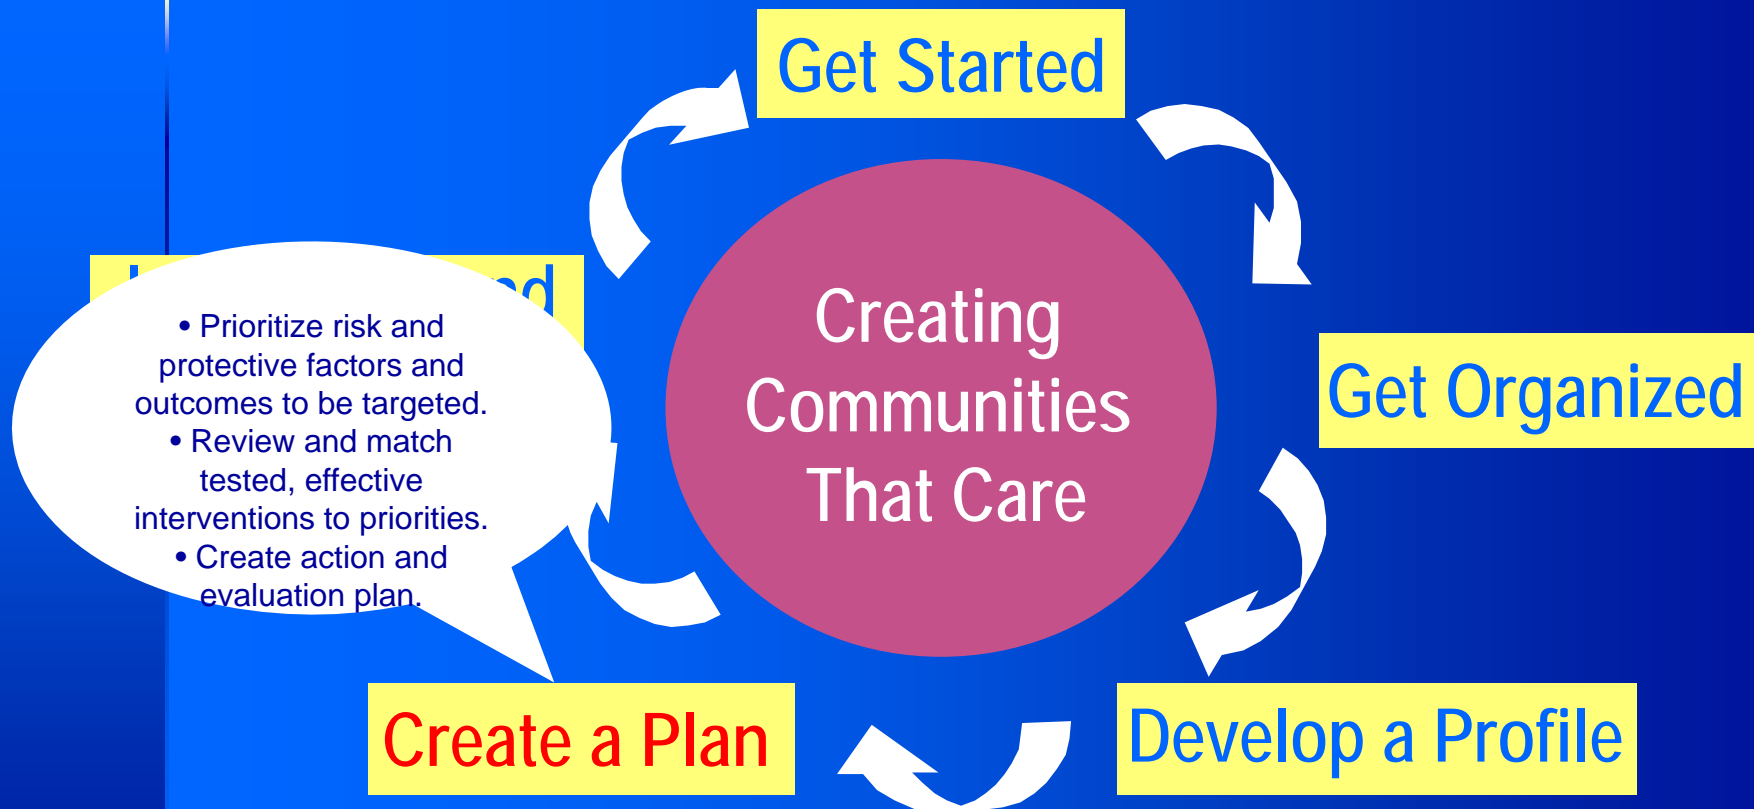 Get Started
Creating
Communities
That Care
Get Organized
• Prioritize risk and
protective factors and
outcomes to be targeted.
• Review and match
tested, effective
interventions to priorities.
• Create action and
evaluation plan.
Create a Plan
Develop a Profile